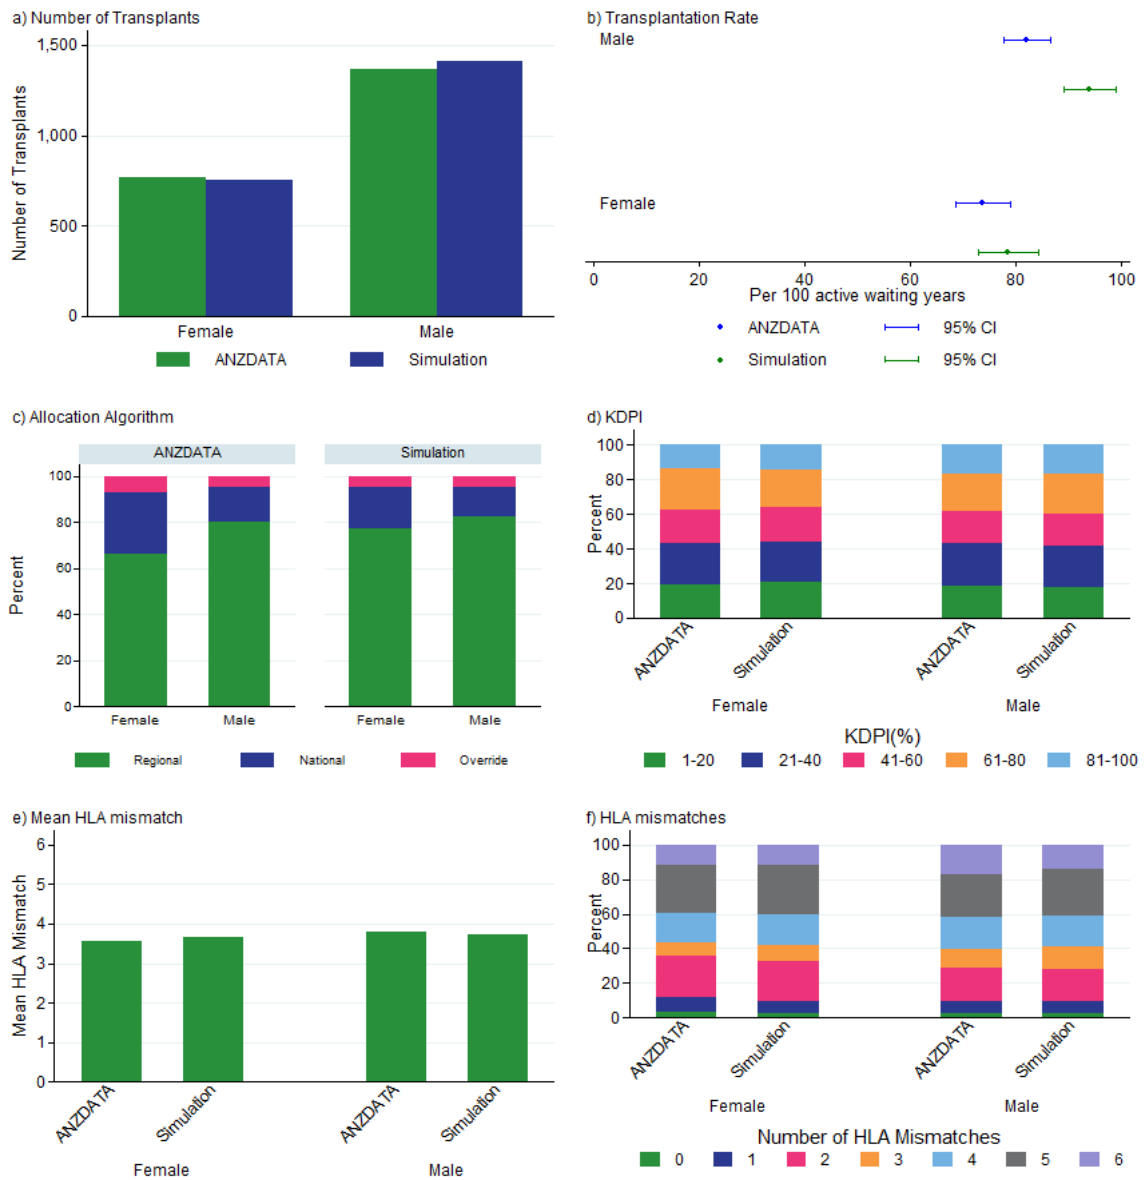 a) Number of Transplants
Number of Transplants
1,500
1,000
500
0
Female Male
ANZDATA Simulation
b) Transplantation Rate
Male
Female
0 20 40 60 80 100
Per 100 active waiting years
ANZDATA 95% CI
Simulation 95% CI
c) Allocation Algorithm
ANZDATA Simulation
Percent
100
80
60
40
20
0
Female Male Female Male
Regional National Override
d) KDPI
Percent
100
80
60
40
20
0
ANZDATA Simulation ANZDATA Simulation
Female Male
KDPI(%)
1-20 21-40 41-60 61-80 81-100
e) Mean HLA mismatch
Mean HLA Mismatch
6
5
4
3
2
1
0
ANZDATA Simulation ANZDATA Simulation
Female Male
f) HLA mismatches
Percent
100
80
60
40
20
0
ANZDATA Simulation ANZDATA Simulation
Female Male
Number of HLA Mismatches
0 1 2 3 4 5 6